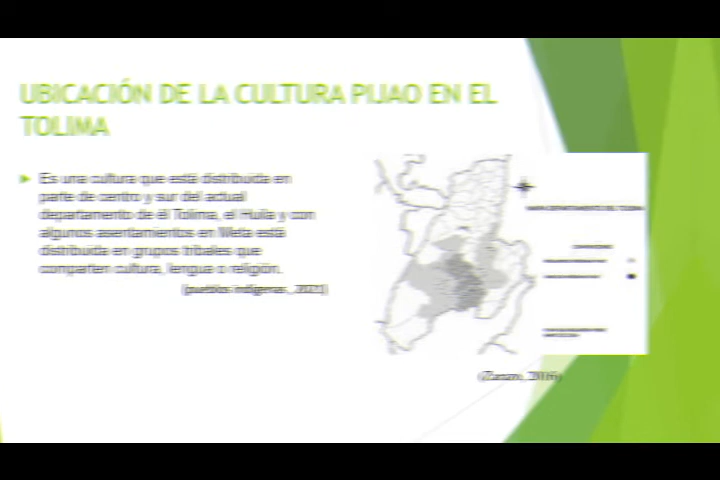 UBICACIÓN DE LA CULTURA PIJAO EN EL
TOLIMA
Es una cultura que está distribuida en
parte de centro y sur del actual
departamento de él Tolima, el Huila y con
algunos asentamientos en Meta está
distribuida en grupos tribales que
comparten cultura, lengua o religión.
(pueblos indígenas, 2021)
2016)